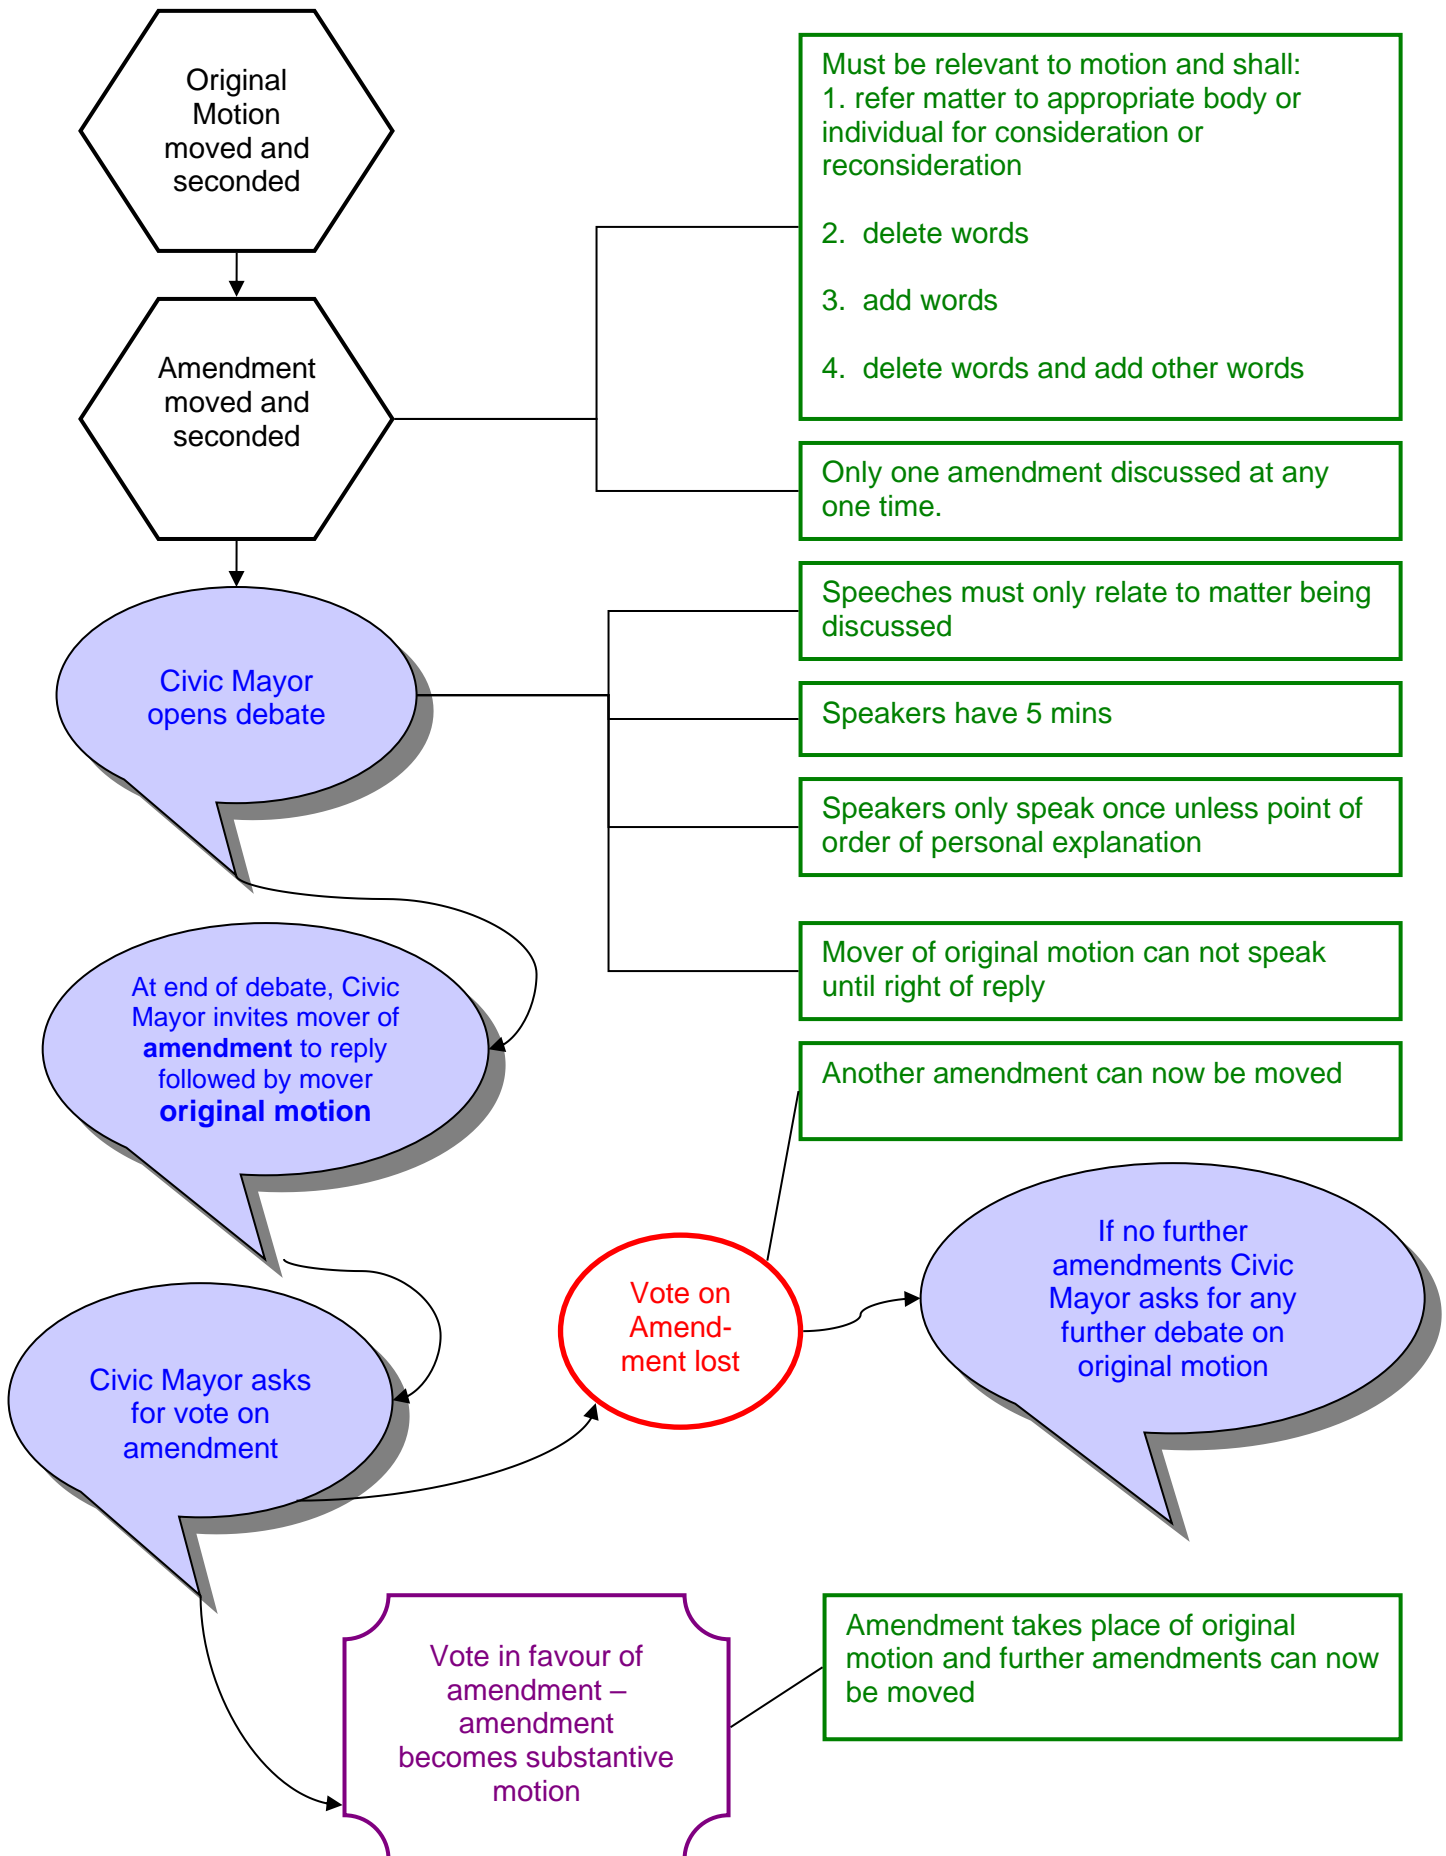 Original
Motion
moved and
seconded
Must be relevant to motion and shall:
1. refer matter to appropriate body or
individual for consideration or
reconsideration
2. delete words
3. add words
4. delete words and add other words
Amendment
moved and
seconded
Only one amendment discussed at any
one time.
Civic Mayor
opens debate
Speeches must only relate to matter being
discussed
Speakers have 5 mins
Speakers only speak once unless point of
order of personal explanation
Mover of original motion can not speak
until right of reply
At end of debate, Civic
Mayor invites mover of
amendment to reply
followed by mover
original motion
Another amendment can now be moved
Vote on
Amend-
ment lost
If no further
amendments Civic
Mayor asks for any
further debate on
original motion
Civic Mayor asks
for vote on
amendment
Vote in favour of
amendment –
amendment
becomes substantive
motion
Amendment takes place of original
motion and further amendments can now
be moved